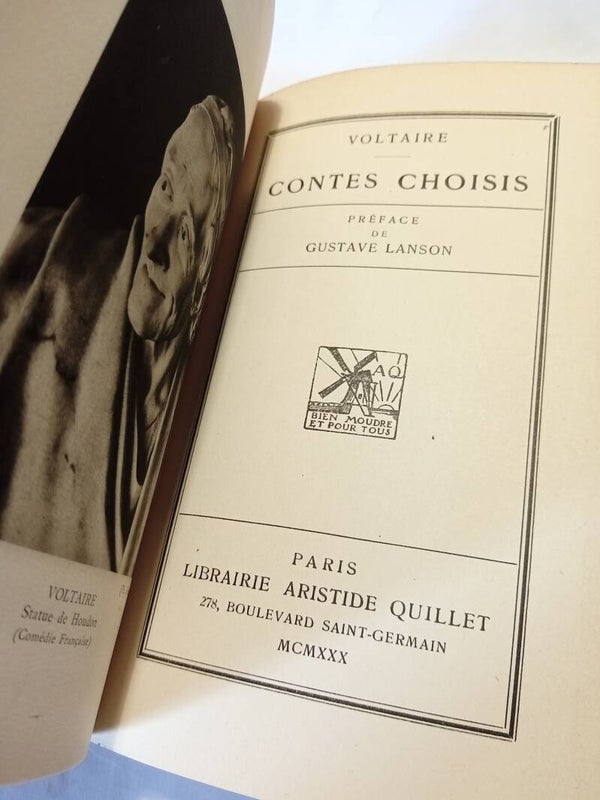 VOLTAIRE
Statue de Houdon
(Comédie Française)
VOLTAIRE
CONTES CHOISIS
PRÉFACE
DE
GUSTAVE LANSON
AQ
BIEN MOUDRE
ET POUR TOUS
PARIS
LIBRAIRIE ARISTIDE QUILLET
278, BOULEVARD SAINT-GERMAIN
MCMXXX